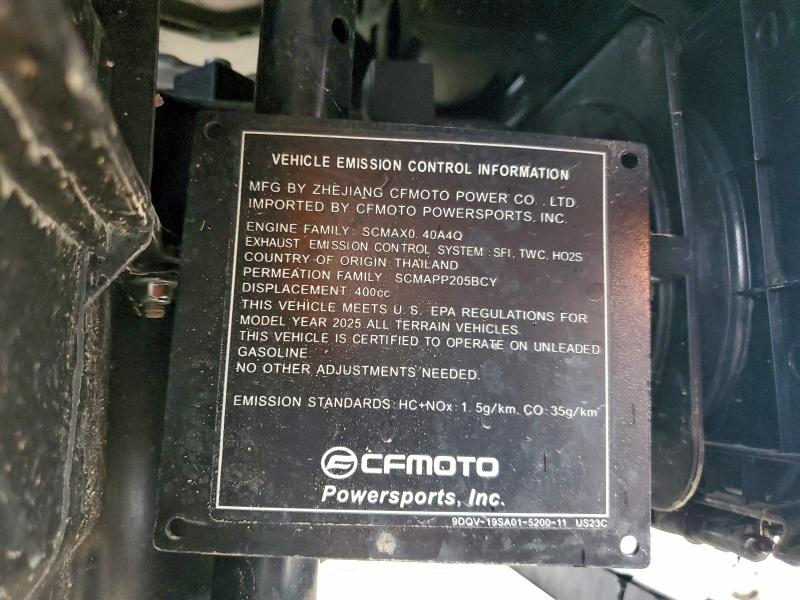 VEHICLE EMISSION CONTROL INFORMATION
MFG BY ZHEJIANG CFMOTO POWER CO., LTD.
IMPORTED BY CFMOTO POWERSPORTS, INC.
ENGINE FAMILY: SCMAX0.40A4Q
EXHAUST EMISSION CONTROL SYSTEM: SFI, TWC, HO2S
COUNTRY OF ORIGIN: THAILAND
PERMEATION FAMILY: SCMAPP205BCY
DISPLACEMENT: 400cc
THIS VEHICLE MEETS U.S. EPA REGULATIONS FOR
MODEL YEAR 2025 ALL TERRAIN VEHICLES.
THIS VEHICLE IS CERTIFIED TO OPERATE ON UNLEADED
GASOLINE.
NO OTHER ADJUSTMENTS NEEDED.
EMISSION STANDARDS: HC+NOx: 1.5g/km, CO: 35g/km
CFMOTO
Powersports, Inc.
9DQV-19SA01-5200-11 US23C